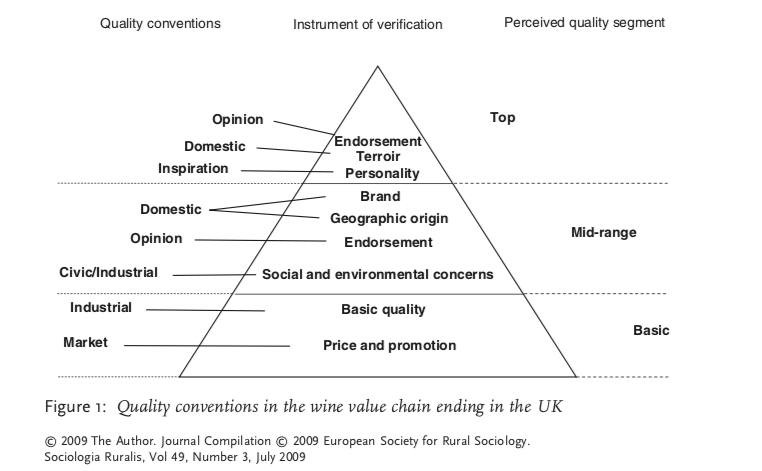 Quality conventions Instrument of verification Perceived quality segment
Opinion Endorsement Top
Domestic Terroir
Inspiration Personality
Domestic Brand
Geographic origin
Opinion Endorsement Mid-range
Civic/Industrial Social and environmental concerns
Industrial Basic quality
Basic
Market Price and promotion
Figure 1: Quality conventions in the wine value chain ending in the UK
© 2009 The Author. Journal Compilation © 2009 European Society for Rural Sociology.
Sociologia Ruralis, Vol 49, Number 3, July 2009